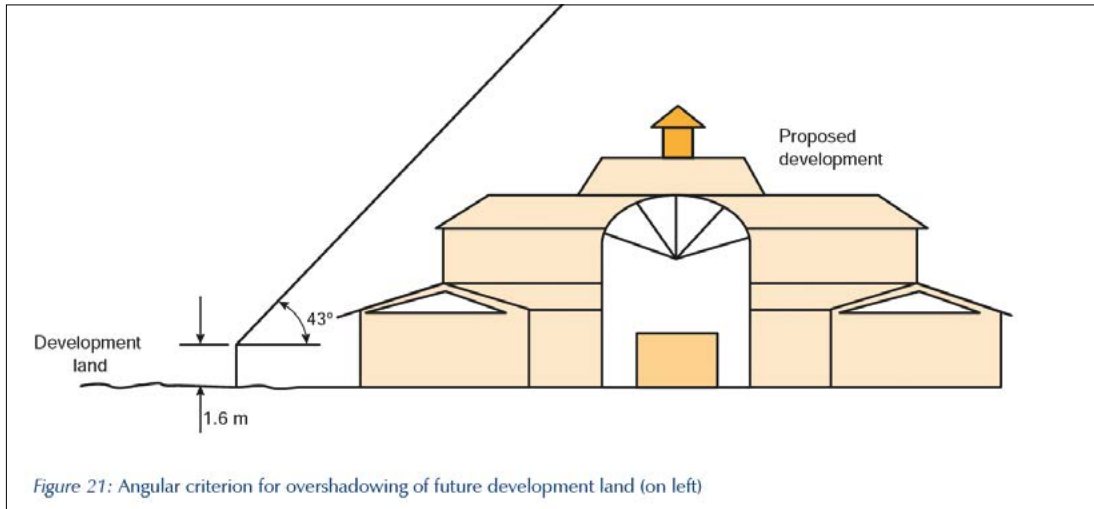 Proposed
development
43°
Development
land
1.6 m
Figure 21: Angular criterion for overshadowing of future development land (on left)